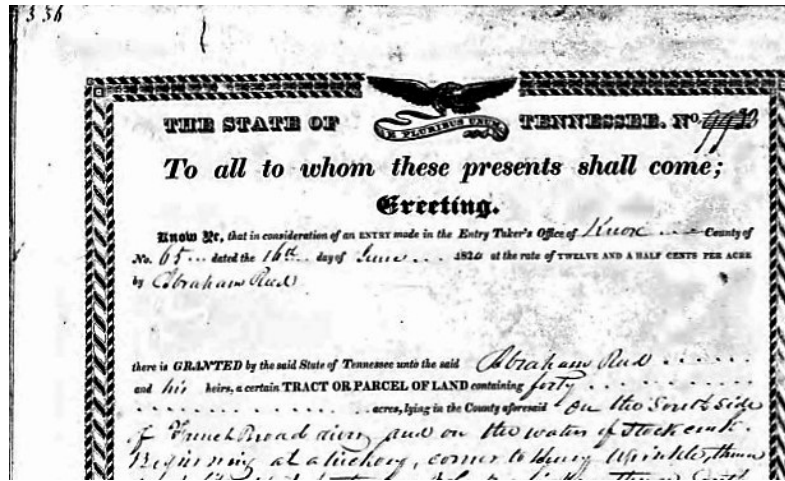 336
THE STATE OF E PLURIBUS UNUM TENNESSEE. No.
To all to whom these presents shall come;
Greeting.
Know Ye, that in consideration of an ENTRY made in the Entry Taker's Office of Knox County of
No. 65 dated the 16th day of June 1824 at the rate of TWELVE AND A HALF CENTS PER ACRE
by Abraham Reed
there is GRANTED by the said State of Tennessee unto the said Abraham Reed
and his heirs, a certain TRACT OR PARCEL OF LAND containing forty
acres, lying in the County aforesaid on the South side
of French Broad river and on the waters of Stock creek.
Beginning at a hickory, corner to Henry Wrinkle, thence